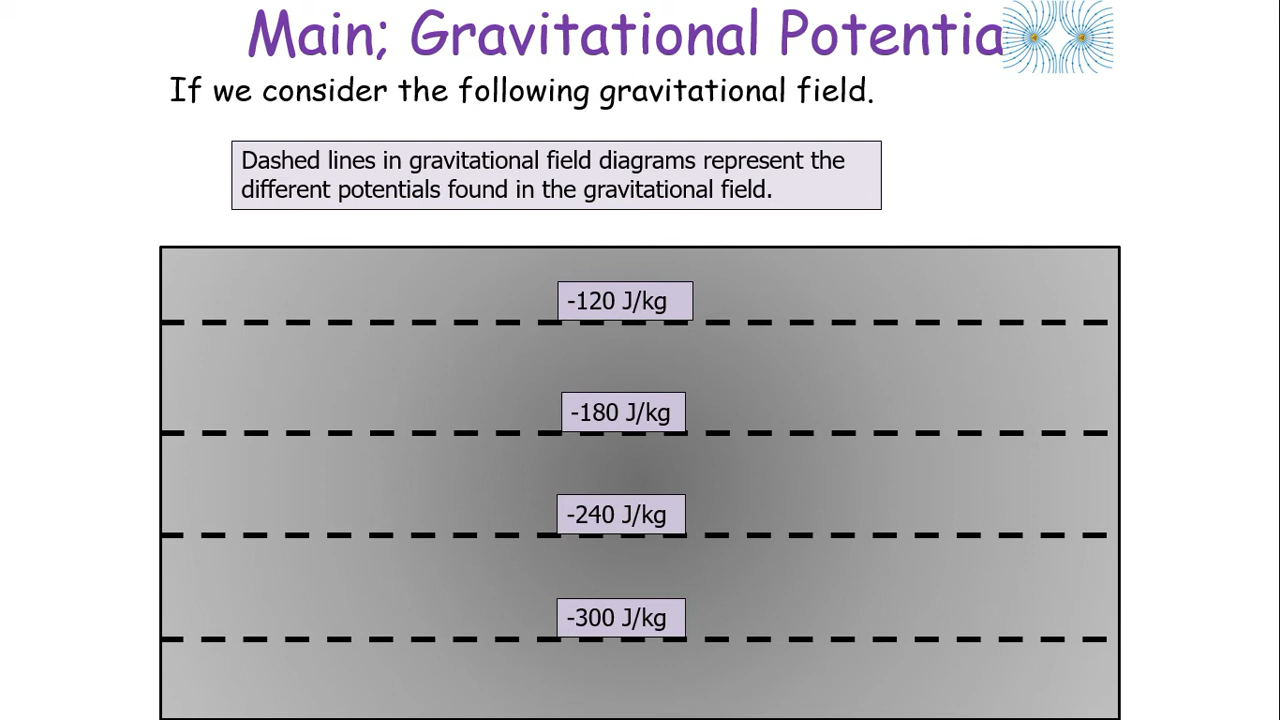 Main; Gravitational Potentia
If we consider the following gravitational field.
Dashed lines in gravitational field diagrams represent the
different potentials found in the gravitational field.
-120 J/kg
-180 J/kg
-240 J/kg
-300 J/kg